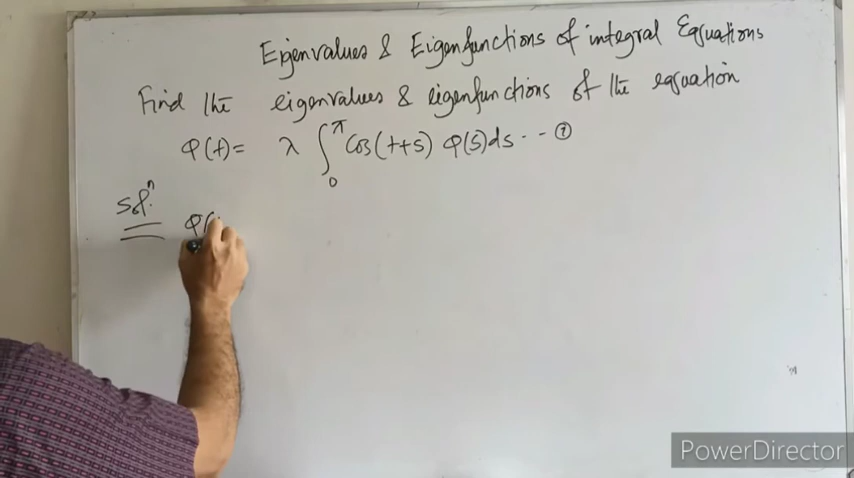 Eigenvalues & Eigenfunctions of integral Equations
Find the eigenvalues & eigenfunctions of the equation
φ(t) = λ ∫₀^π Cos(t+s) φ(s)ds -- ①
Solⁿ.
φ(
PowerDirector